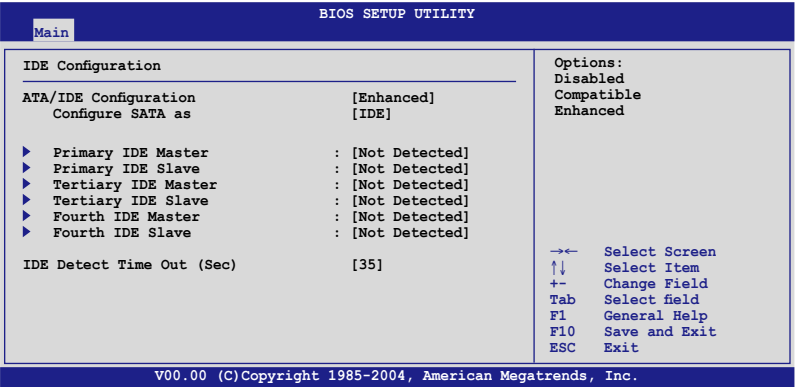 BIOS SETUP UTILITY
Main
IDE Configuration
ATA/IDE Configuration [Enhanced]
Configure SATA as [IDE]
Primary IDE Master : [Not Detected]
Primary IDE Slave : [Not Detected]
Tertiary IDE Master : [Not Detected]
Tertiary IDE Slave : [Not Detected]
Fourth IDE Master : [Not Detected]
Fourth IDE Slave : [Not Detected]
IDE Detect Time Out (Sec) [35]
Options:
Disabled
Compatible
Enhanced
→← Select Screen
↑↓ Select Item
+- Change Field
Tab Select field
F1 General Help
F10 Save and Exit
ESC Exit
V00.00 (C)Copyright 1985-2004, American Megatrends, Inc.